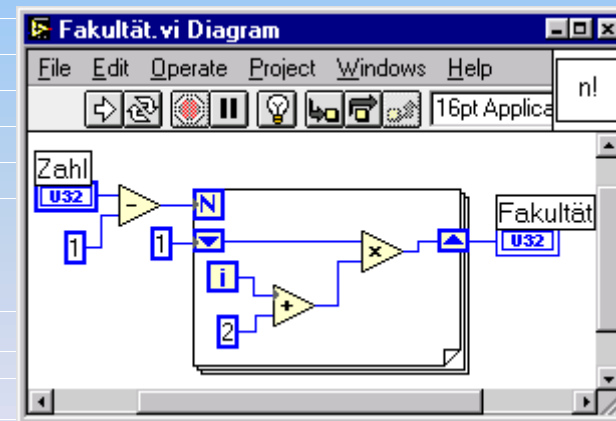 Fakultät.vi Diagram
File Edit Operate Project Windows Help
n!
16pt Applica
Zahl
U32
-
1
N
1
x
i
+
2
Fakultät
U32